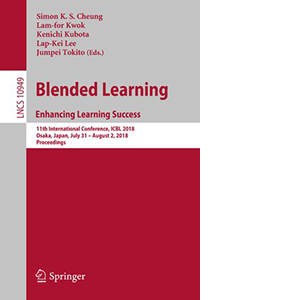 Simon K. S. Cheung
Lam-for Kwok
Kenichi Kubota
Lap-Kei Lee
Jumpei Tokito (Eds.)
LNCS 10949
Blended Learning
Enhancing Learning Success
11th International Conference, ICBL 2018
Osaka, Japan, July 31 – August 2, 2018
Proceedings
Springer